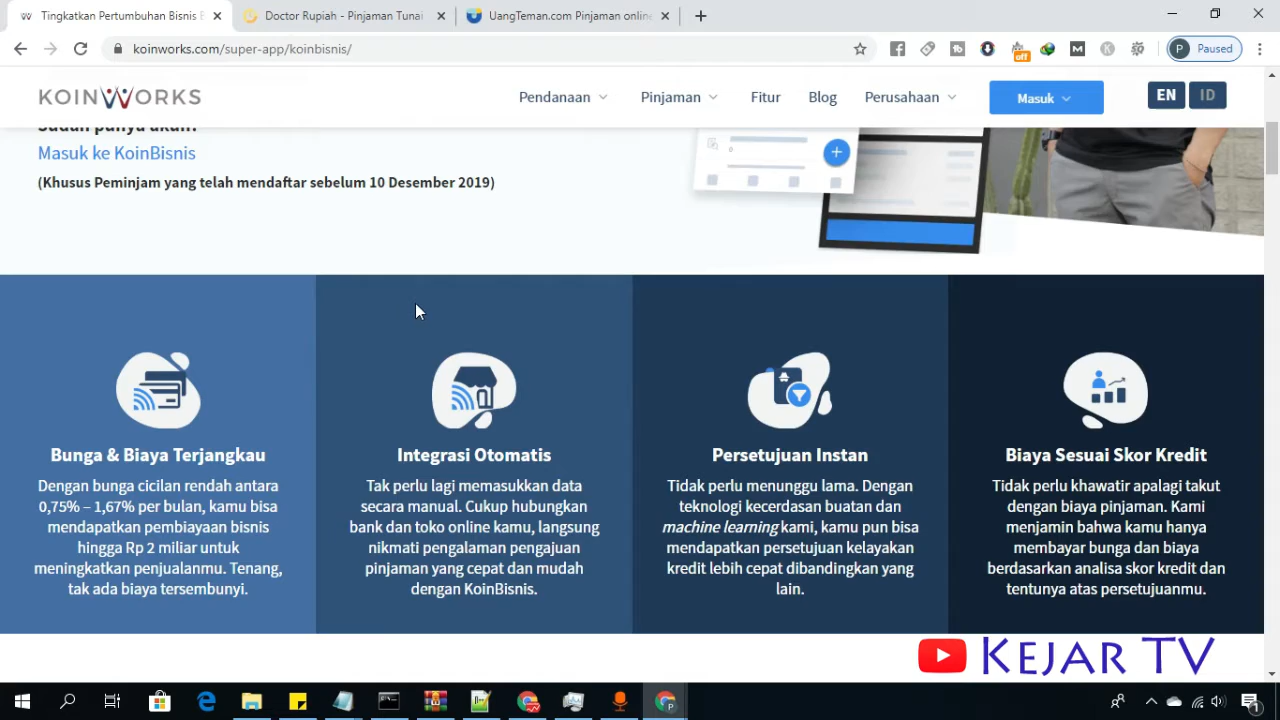 Tingkatkan Pertumbuhan Bisnis B
Doctor Rupiah - Pinjaman Tunai
UangTeman.com Pinjaman online
koinworks.com/super-app/koinbisnis/
off
P Paused
KOINWORKS
Pendanaan
Pinjaman
Fitur
Blog
Perusahaan
Masuk
EN
ID
Sudah punya akun?
Masuk ke KoinBisnis
(Khusus Peminjam yang telah mendaftar sebelum 10 Desember 2019)
Bunga & Biaya Terjangkau
Dengan bunga cicilan rendah antara
0,75% – 1,67% per bulan, kamu bisa
mendapatkan pembiayaan bisnis
hingga Rp 2 miliar untuk
meningkatkan penjualanmu. Tenang,
tak ada biaya tersembunyi.
Integrasi Otomatis
Tak perlu lagi memasukkan data
secara manual. Cukup hubungkan
bank dan toko online kamu, langsung
nikmati pengalaman pengajuan
pinjaman yang cepat dan mudah
dengan KoinBisnis.
Persetujuan Instan
Tidak perlu menunggu lama. Dengan
teknologi kecerdasan buatan dan
machine learning kami, kamu pun bisa
mendapatkan persetujuan kelayakan
kredit lebih cepat dibandingkan yang
lain.
Biaya Sesuai Skor Kredit
Tidak perlu khawatir apalagi takut
dengan biaya pinjaman. Kami
menjamin bahwa kamu hanya
membayar bunga dan biaya
berdasarkan analisa skor kredit dan
tentunya atas persetujuanmu.
KEJAR TV